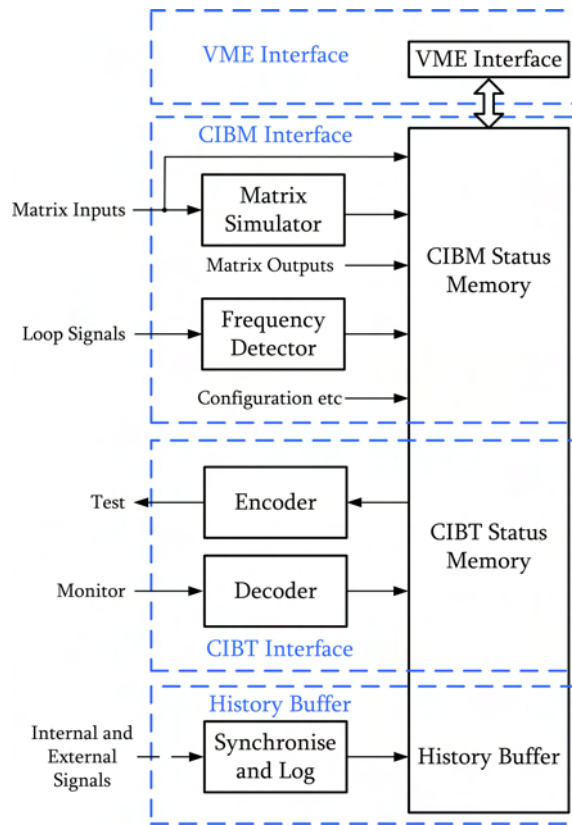 VME Interface
VME Interface
CIBM Interface
Matrix Inputs
Matrix
Simulator
Matrix Outputs
CIBM Status
Memory
Loop Signals
Frequency
Detector
Configuration etc
Test
Encoder
CIBT Status
Memory
Monitor
Decoder
CIBT Interface
History Buffer
Internal and
External
Signals
Synchronise
and Log
History Buffer